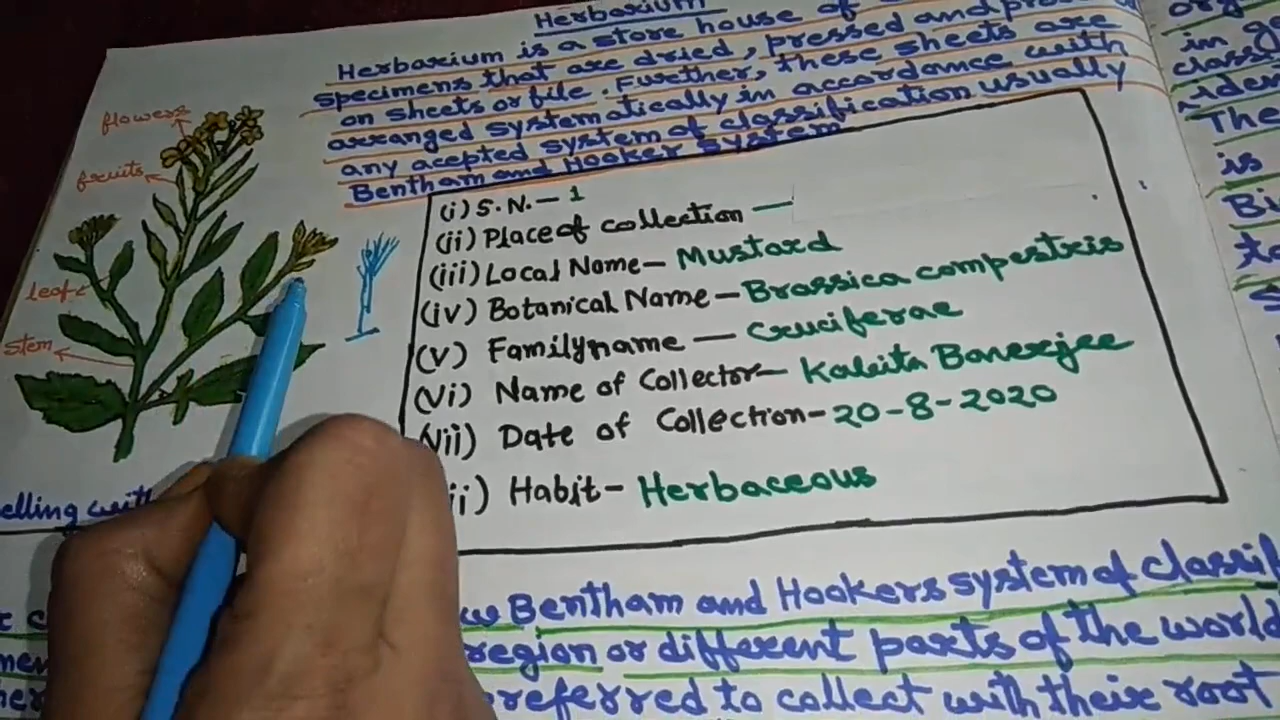 Herbarium
Herbarium is a store house of
specimens that are dried, pressed and
on sheets or file. Further, these sheets are
arranged systematically in accordance with
any acepted system of classification usually
Bentham and Hooker System
flowers
fruits
leaf
stem
(i) S.N.- 1
(ii) Place of collection —
(iii) Local Name- Mustard
(iv) Botanical Name - Brassica compestris
(v) Family name - Cruciferae
(vi) Name of Collector- Banerjee
(vii) Date of Collection- 20-8-2020
ii) Habit- Herbaceous
elling with
Bentham and Hookers system of classif
region or different parts of the world
referred to collect with their root
in
The
is